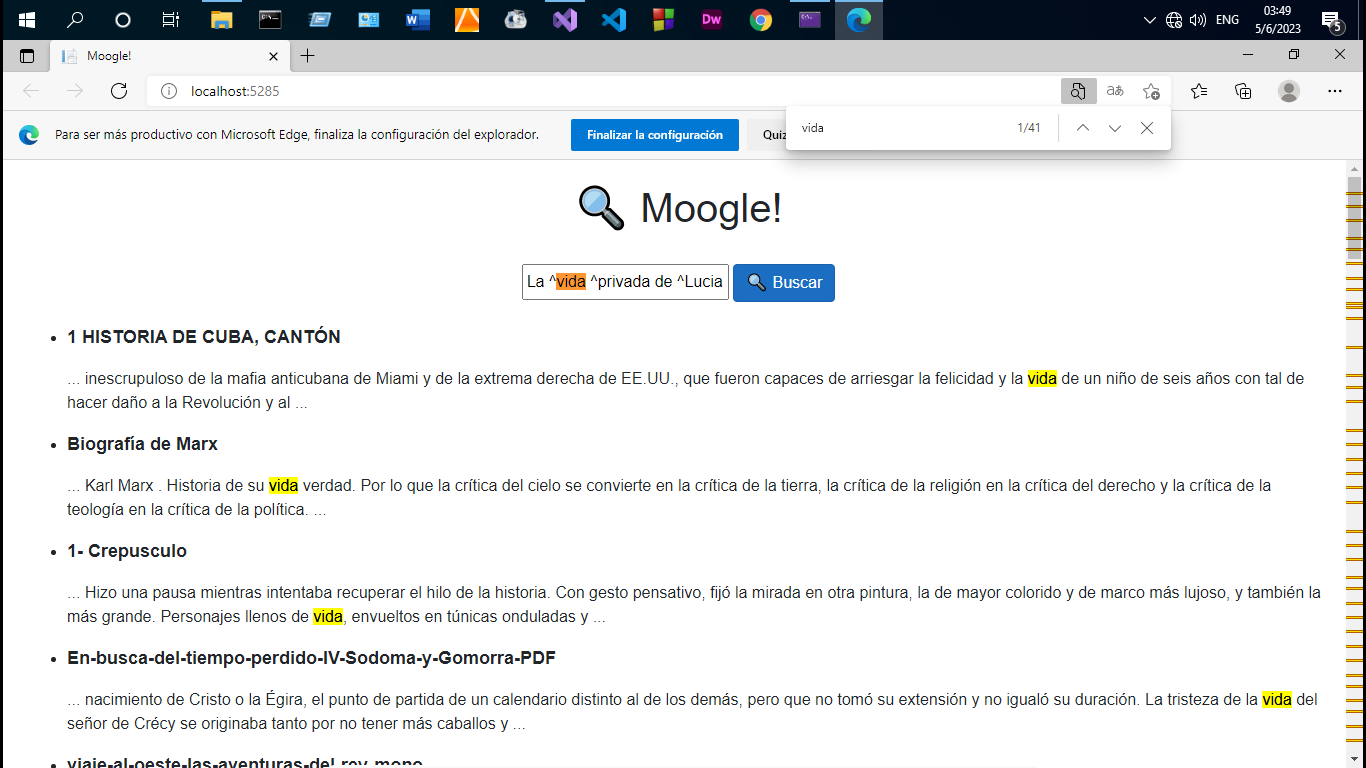 Dw
ENG
03:49
5/6/2023
5
Moogle!
localhost:5285
aあ
Para ser más productivo con Microsoft Edge, finaliza la configuración del explorador.
Finalizar la configuración
vida
1/41
Moogle!
La ^vida ^privada de ^Lucia
Buscar
• 1 HISTORIA DE CUBA, CANTÓN
... inescrupuloso de la mafia anticubana de Miami y de la extrema derecha de EE.UU., que fueron capaces de arriesgar la felicidad y la vida de un niño de seis años con tal de
hacer daño a la Revolución y al ...
• Biografía de Marx
... Karl Marx . Historia de su vida verdad. Por lo que la crítica del cielo se convierte en la crítica de la tierra, la crítica de la religión en la crítica del derecho y la crítica de la
teología en la crítica de la política. ...
• 1- Crepusculo
... Hizo una pausa mientras intentaba recuperar el hilo de la historia. Con gesto pensativo, fijó la mirada en otra pintura, la de mayor colorido y de marco más lujoso, y también la
más grande. Personajes llenos de vida, envueltos en túnicas onduladas y ...
• En-busca-del-tiempo-perdido-IV-Sodoma-y-Gomorra-PDF
... nacimiento de Cristo o la Égira, el punto de partida de un calendario distinto al de los demás, pero que no tomó su extensión y no igualó su duración. La tristeza de la vida del
señor de Crécy se originaba tanto por no tener más caballos y ...
• viaje-al-oeste-las-aventuras-del rey mono